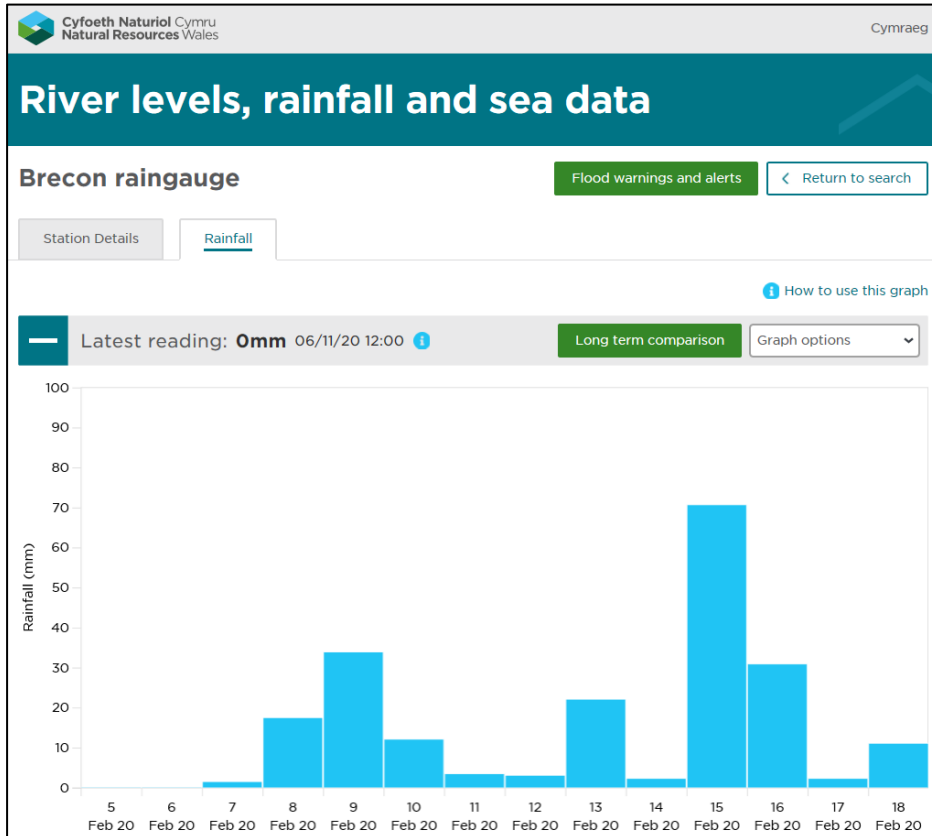 Cyfoeth Naturiol Cymru
Natural Resources Wales
Cymraeg
River levels, rainfall and sea data
Brecon raingauge
Flood warnings and alerts
Return to search
Station Details
Rainfall
How to use this graph
Latest reading: 0mm 06/11/20 12:00
Long term comparison
Graph options
100
90
80
70
60
50
40
30
20
10
0
Rainfall (mm)
5 6 7 8 9 10 11 12 13 14 15 16 17 18
Feb 20 Feb 20 Feb 20 Feb 20 Feb 20 Feb 20 Feb 20 Feb 20 Feb 20 Feb 20 Feb 20 Feb 20 Feb 20 Feb 20